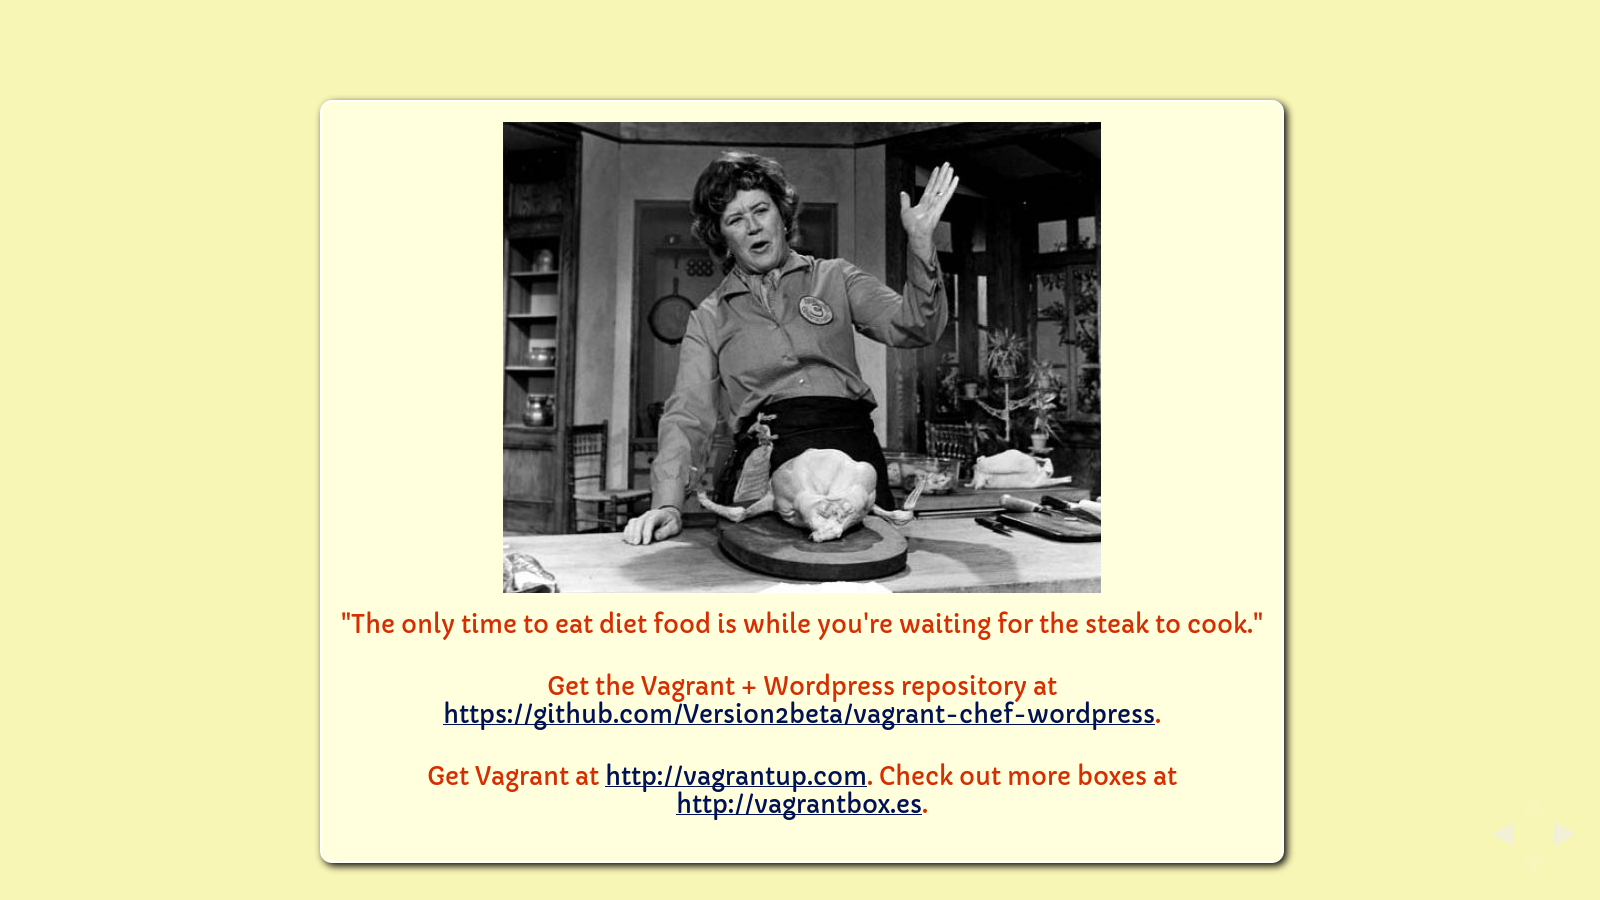 "The only time to eat diet food is while you're waiting for the steak to cook."
Get the Vagrant + Wordpress repository at
https://github.com/Version2beta/vagrant-chef-wordpress.
Get Vagrant at http://vagrantup.com. Check out more boxes at
http://vagrantbox.es.